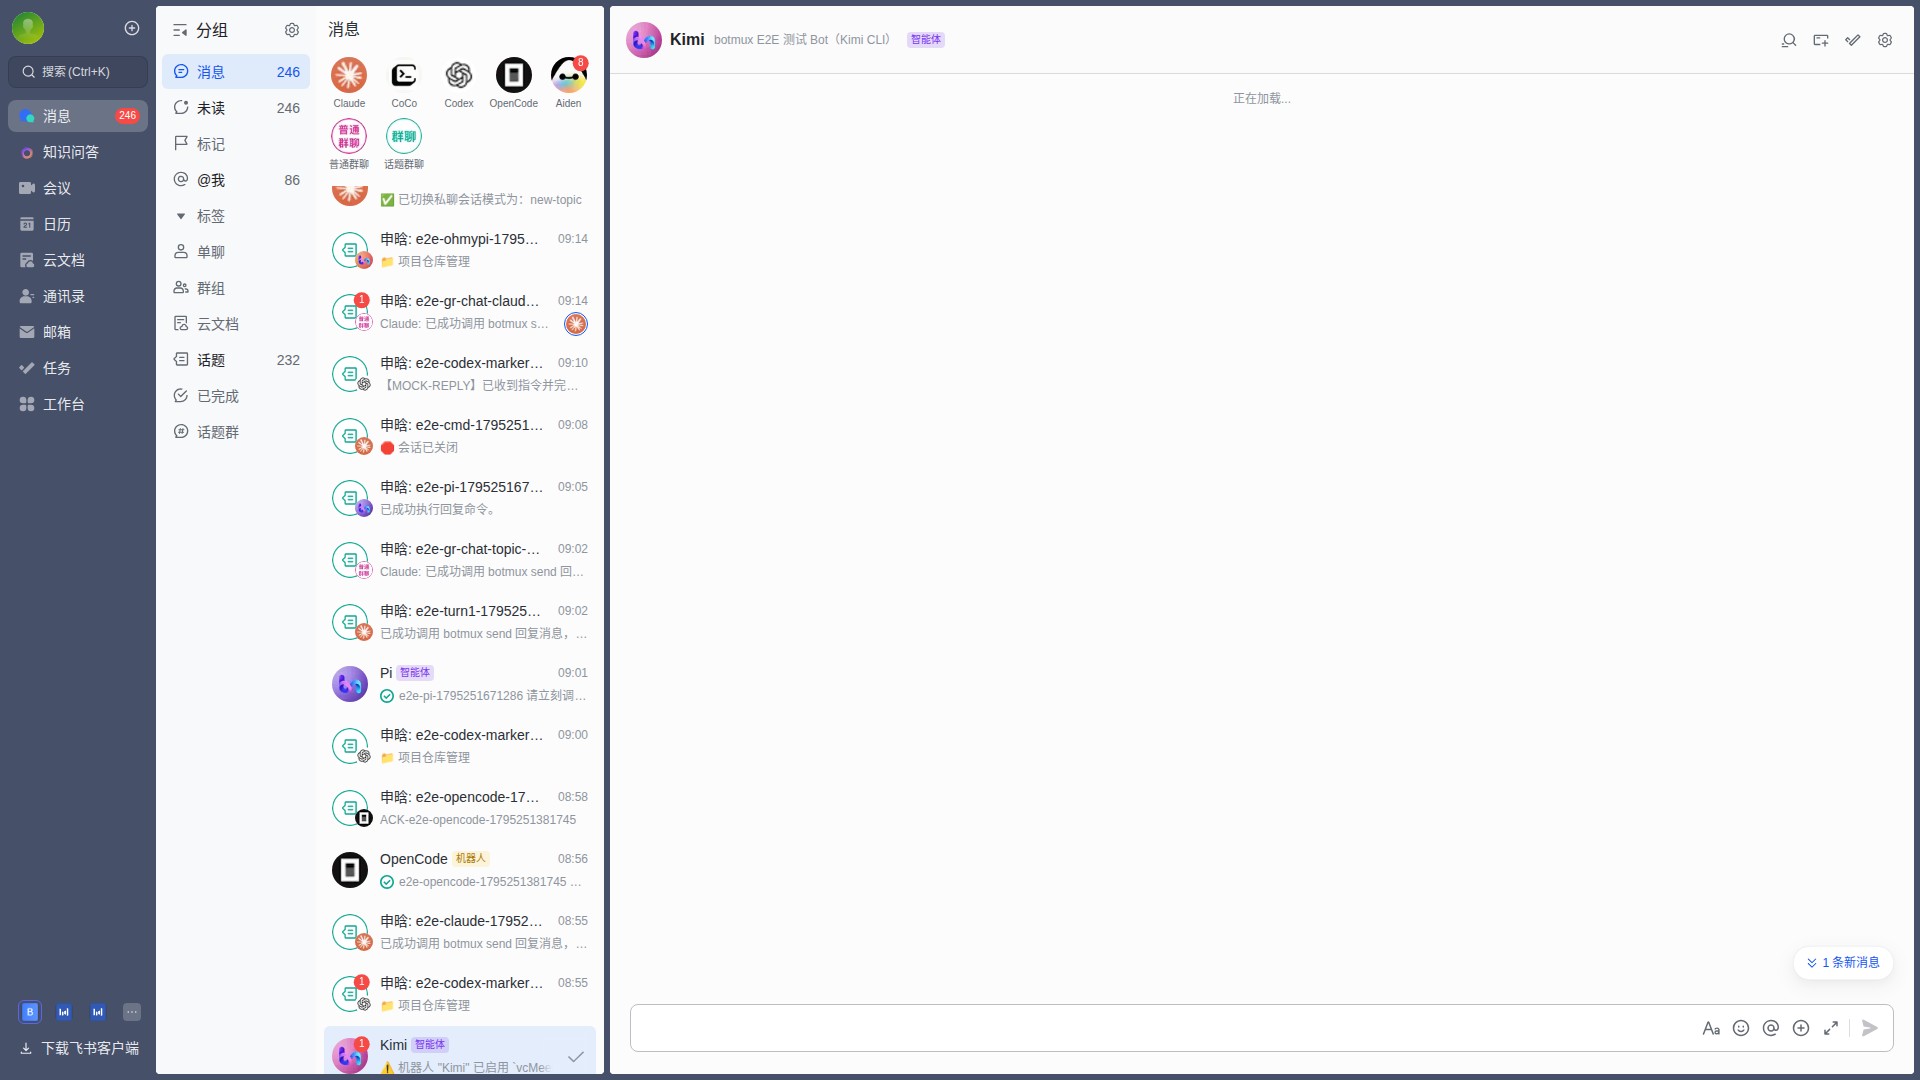 搜索 (Ctrl+K)
消息 246
知识问答
会议
日历
云文档
通讯录
邮箱
任务
工作台
B
下载飞书客户端
分组
消息 246
未读 246
标记
@我 86
标签
单聊
群组
云文档
话题 232
已完成
话题群
消息
8
Claude CoCo Codex OpenCode Aiden
普通群聊 群聊
普通群聊 话题群聊
已切换私聊会话模式为：new-topic
申晗: e2e-ohmypi-1795... 09:14
项目仓库管理
1 申晗: e2e-gr-chat-claud... 09:14
Claude: 已成功调用 botmux s...
申晗: e2e-codex-marker... 09:10
【MOCK-REPLY】已收到指令并完...
申晗: e2e-cmd-1795251... 09:08
会话已关闭
申晗: e2e-pi-179525167... 09:05
已成功执行回复命令。
申晗: e2e-gr-chat-topic-... 09:02
Claude: 已成功调用 botmux send 回...
申晗: e2e-turn1-179525... 09:02
已成功调用 botmux send 回复消息，...
Pi 智能体 09:01
e2e-pi-1795251671286 请立刻调...
申晗: e2e-codex-marker... 09:00
项目仓库管理
申晗: e2e-opencode-17... 08:58
ACK-e2e-opencode-1795251381745
OpenCode 机器人 08:56
e2e-opencode-1795251381745 ...
申晗: e2e-claude-17952... 08:55
已成功调用 botmux send 回复消息，...
1 申晗: e2e-codex-marker... 08:55
项目仓库管理
1 Kimi 智能体
机器人 "Kimi" 已启用 `vcMee
Kimi botmux E2E 测试 Bot（Kimi CLI） 智能体
正在加载...
1 条新消息
Aa